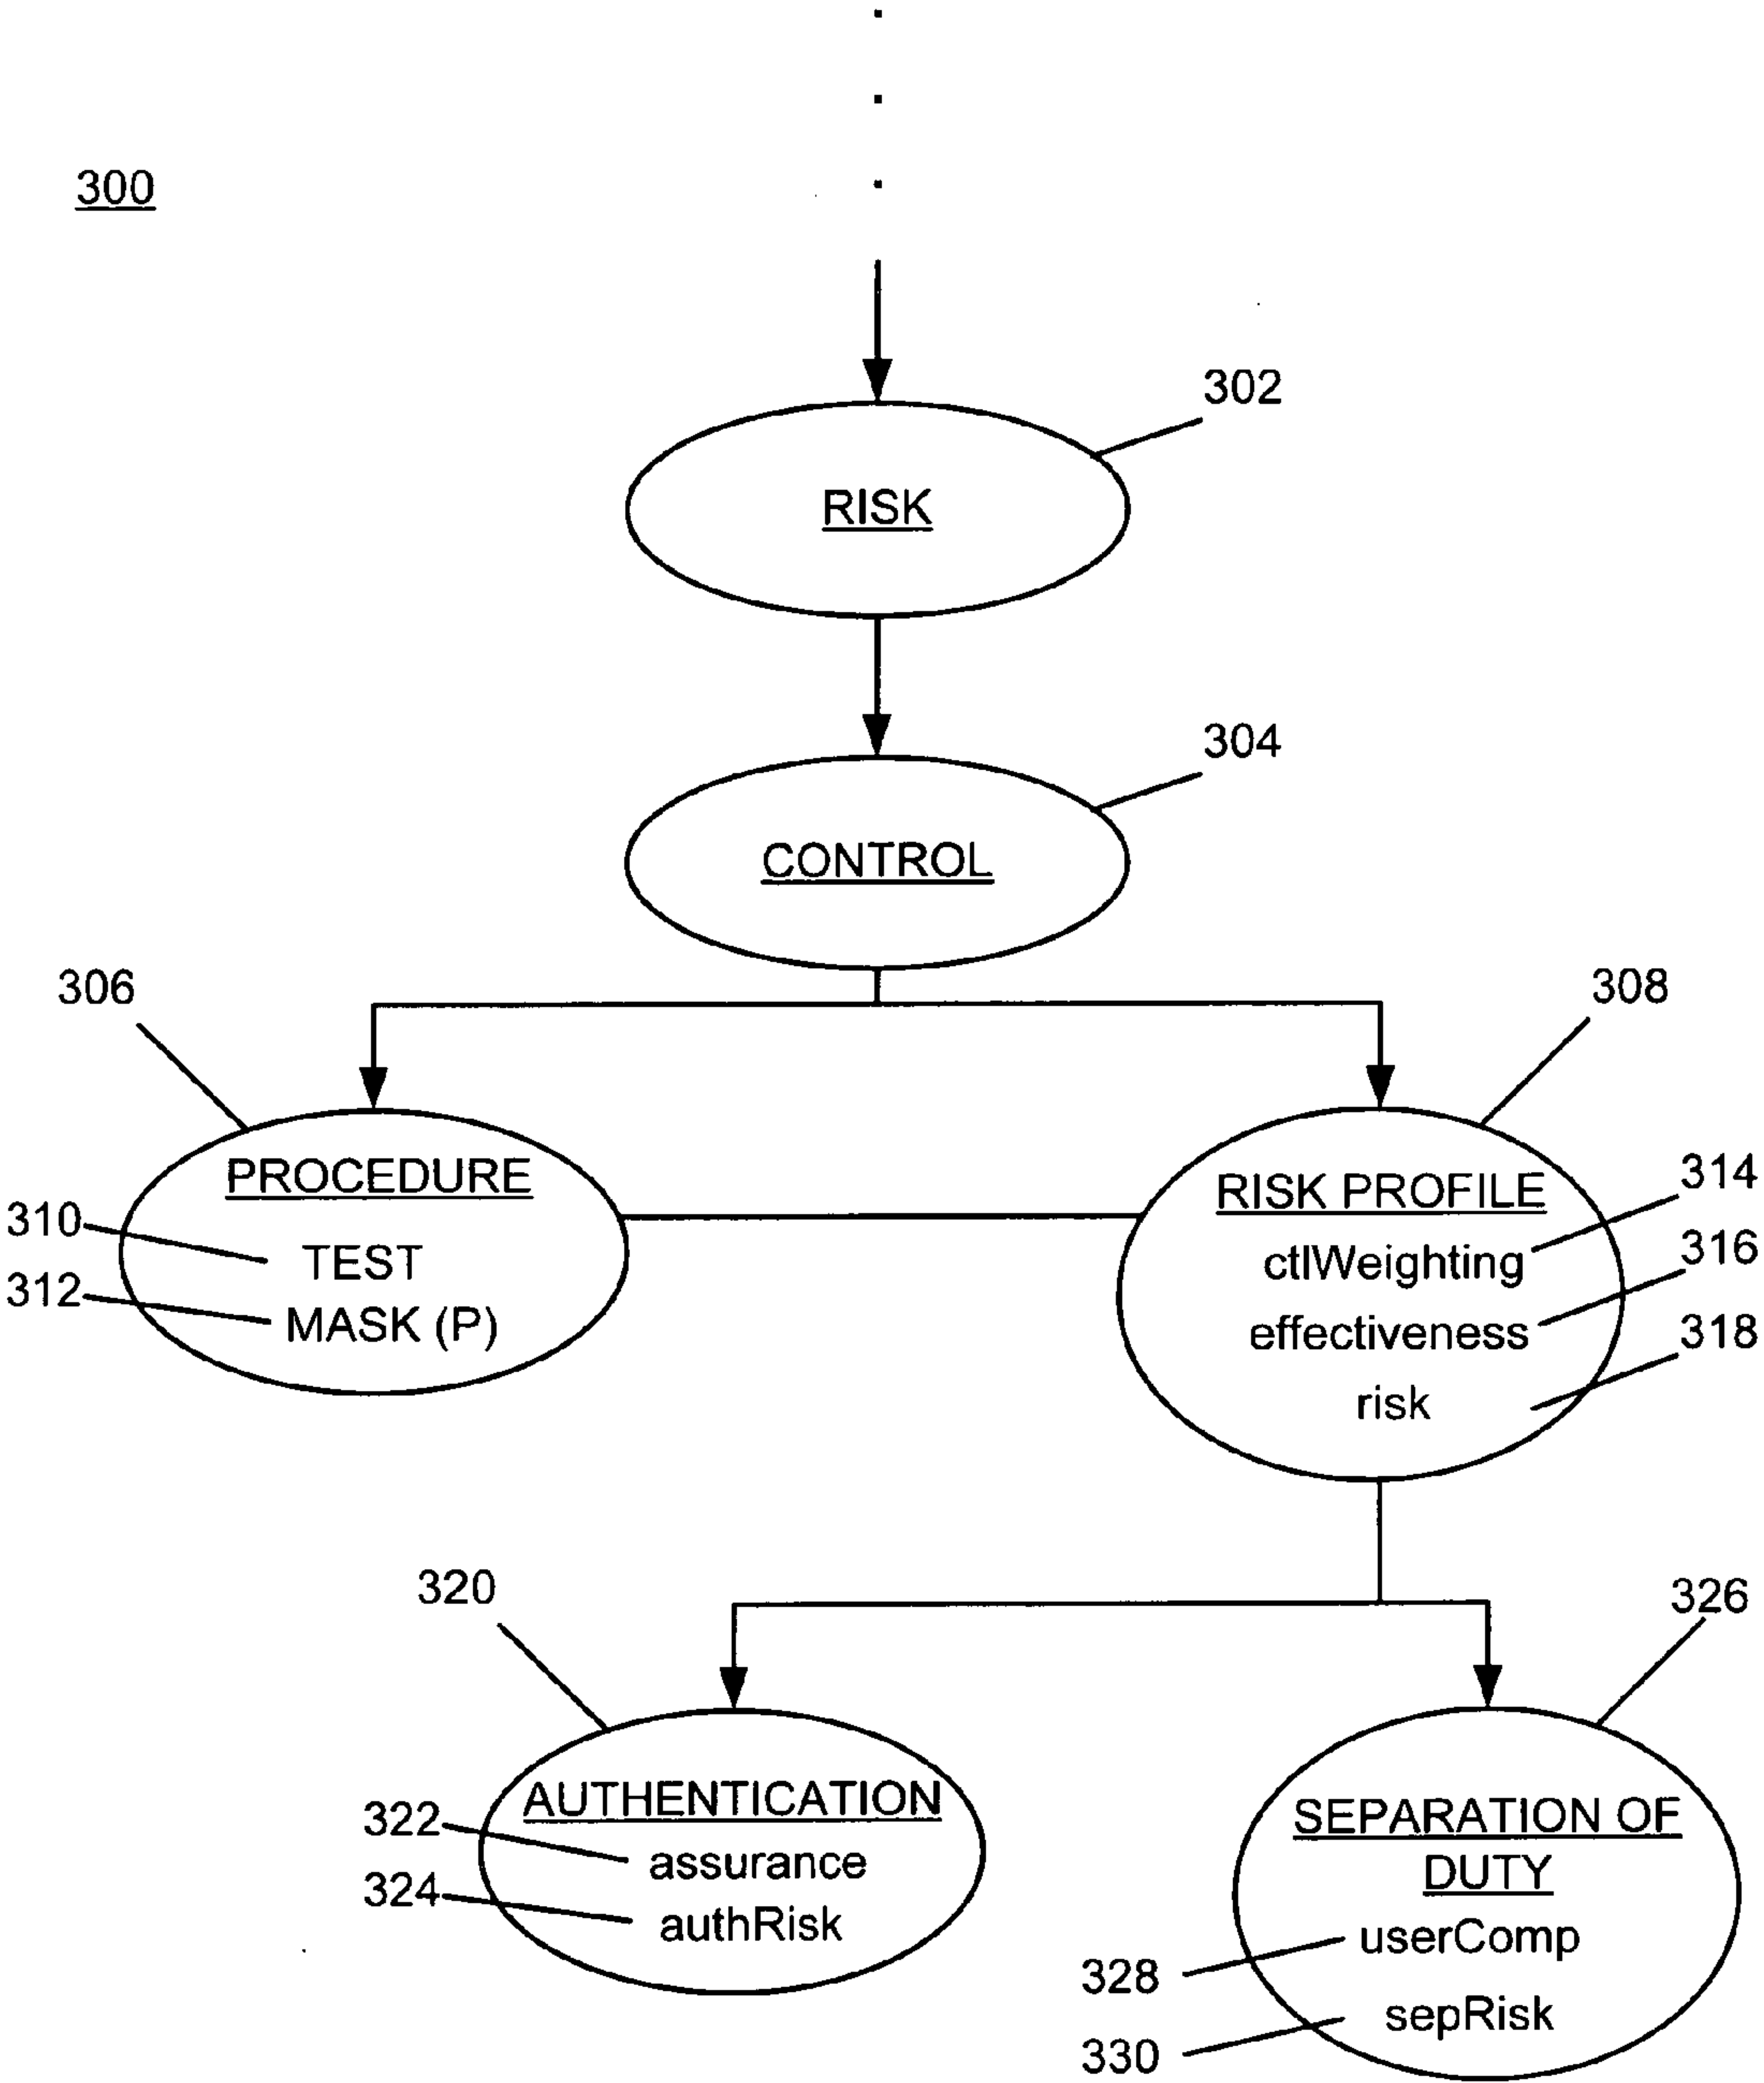 300
302
RISK
304
CONTROL
306
308
PROCEDURE
310
TEST
312
MASK (P)
RISK PROFILE
314
ctlWeighting
316
effectiveness
318
risk
320
326
AUTHENTICATION
322
assurance
324
authRisk
SEPARATION OF
DUTY
userComp
328
sepRisk
330